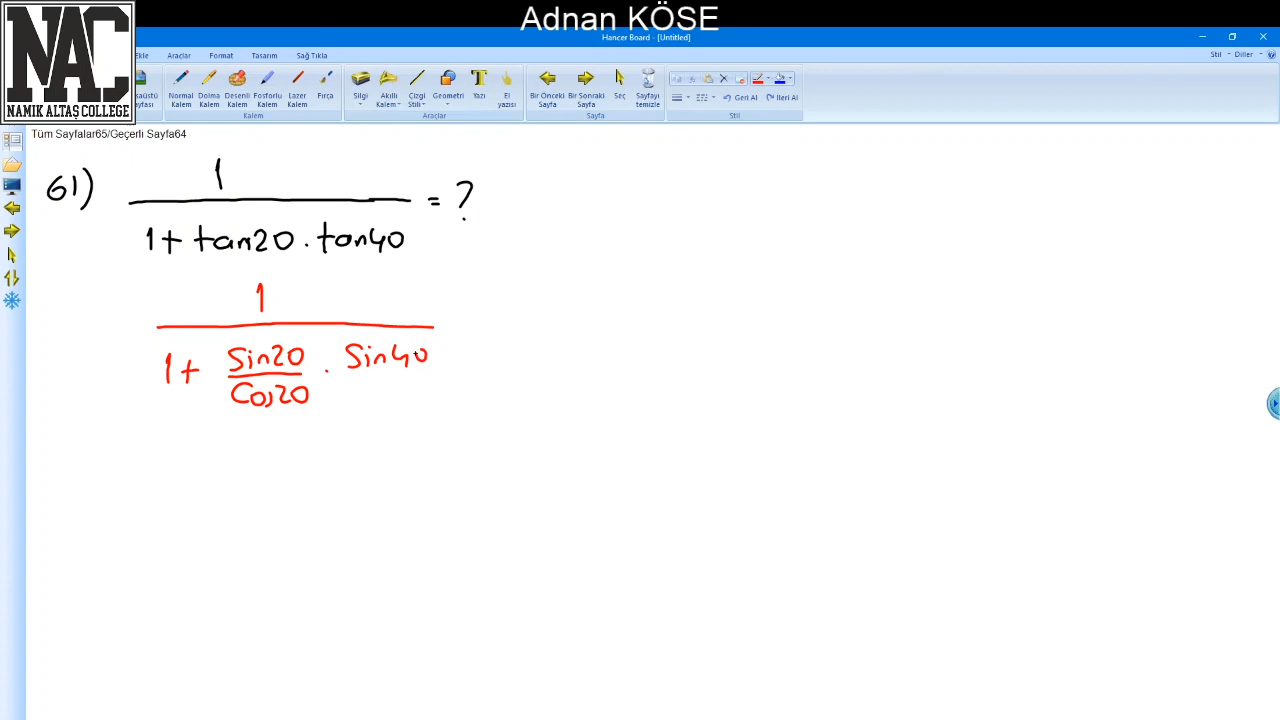 Adnan KÖSE
NAC
NAMIK ALTAŞ COLLEGE
Hancer Board - [Untitled]
Ekle Araçlar Format Tasarım Sağ Tıkla
Stil Diller
Normal Kalem
Dolma Kalem
Desenli Kalem
Fosforlu Kalem
Lazer Kalem
Fırça
Silgi
Akıllı Kalem
Çizgi Stili
Geometri
Yazı
El yazısı
Bir Önceki Sayfa
Bir Sonraki Sayfa
Seç
Sayfayı temizle
Geri Al
İleri Al
Kalem Araçlar Sayfa Stil
Tüm Sayfalar65/Geçerli Sayfa64
61) 1
= ?
1+ tan20 . tan40
1
1+ Sin20 . Sin40
Cos20